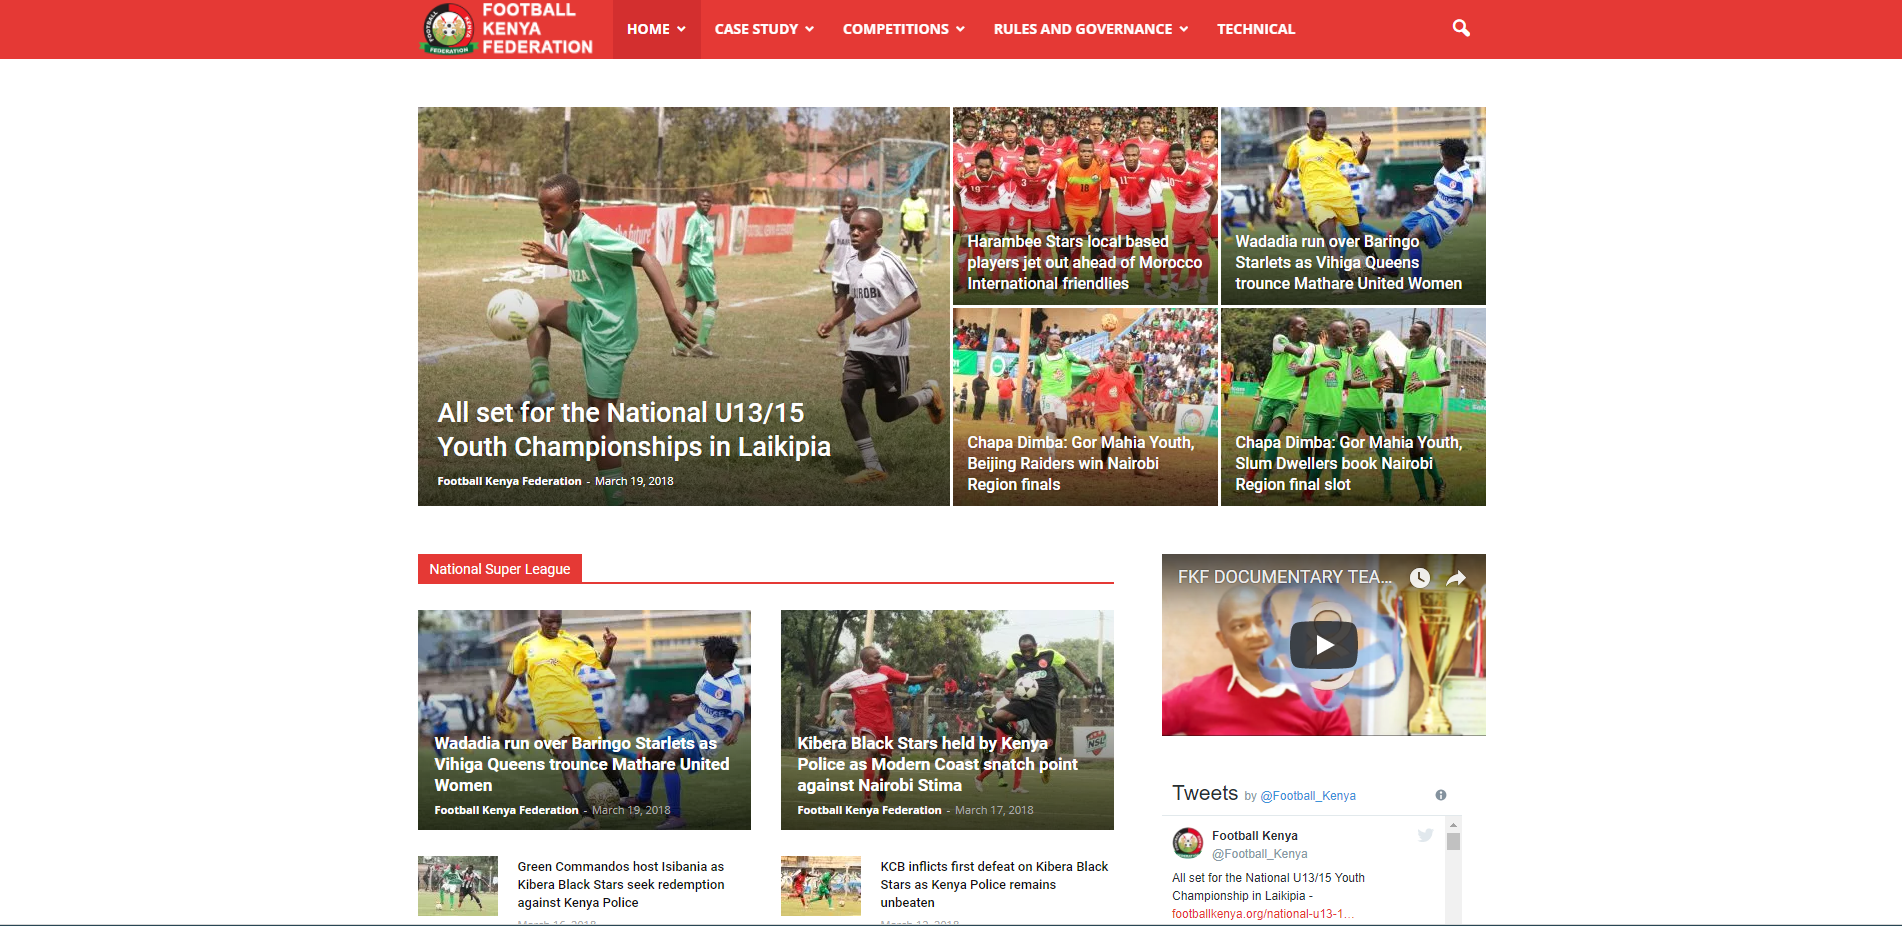 FOOTBALL
KENYA
FEDERATION
HOME
CASE STUDY
COMPETITIONS
RULES AND GOVERNANCE
TECHNICAL
All set for the National U13/15
Youth Championships in Laikipia
Football Kenya Federation - March 19, 2018
Harambee Stars local based
players jet out ahead of Morocco
International friendlies
Wadadia run over Baringo
Starlets as Vihiga Queens
trounce Mathare United Women
Chapa Dimba: Gor Mahia Youth,
Beijing Raiders win Nairobi
Region finals
Chapa Dimba: Gor Mahia Youth,
Slum Dwellers book Nairobi
Region final slot
National Super League
Wadadia run over Baringo Starlets as
Vihiga Queens trounce Mathare United
Women
Football Kenya Federation - March 19, 2018
Kibera Black Stars held by Kenya
Police as Modern Coast snatch point
against Nairobi Stima
Football Kenya Federation - March 17, 2018
Green Commandos host Isibania as
Kibera Black Stars seek redemption
against Kenya Police
KCB inflicts first defeat on Kibera Black
Stars as Kenya Police remains
unbeaten
FKF DOCUMENTARY TEA...
Tweets by @Football_Kenya
Football Kenya
@Football_Kenya
All set for the National U13/15 Youth
Championship in Laikipia -
footballkenya.org/national-u13-1...